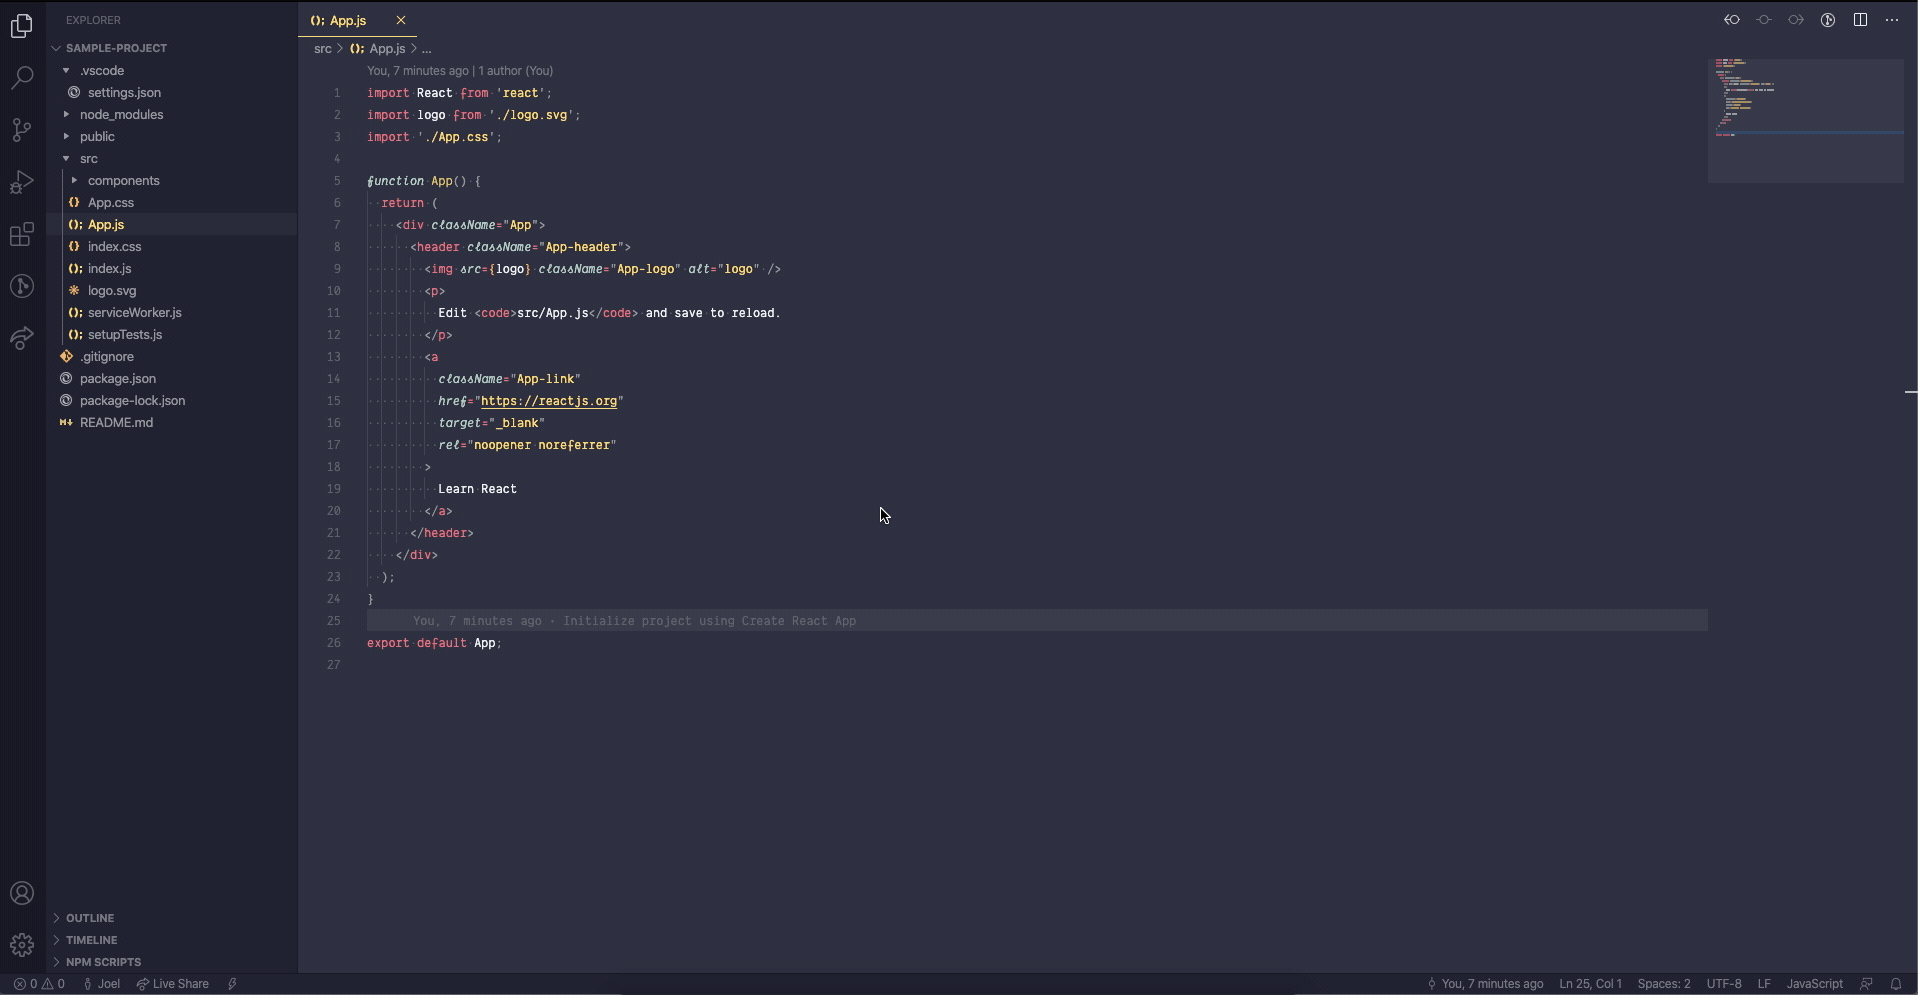 EXPLORER
SAMPLE-PROJECT
.vscode
settings.json
node_modules
public
src
components
App.css
App.js
index.css
index.js
logo.svg
serviceWorker.js
setupTests.js
.gitignore
package.json
package-lock.json
README.md
OUTLINE
TIMELINE
NPM SCRIPTS
App.js
src > App.js > ...
You, 7 minutes ago | 1 author (You)
1 import React from 'react';
2 import logo from './logo.svg';
3 import './App.css';
4
5 function App() {
6 return (
7 <div className="App">
8 <header className="App-header">
9 <img src={logo} className="App-logo" alt="logo" />
10 <p>
11 Edit <code>src/App.js</code> and save to reload.
12 </p>
13 <a
14 className="App-link"
15 href="https://reactjs.org"
16 target="_blank"
17 rel="noopener noreferrer"
18 >
19 Learn React
20 </a>
21 </header>
22 </div>
23 );
24 }
25 You, 7 minutes ago · Initialize project using Create React App
26 export default App;
27
0 0 Joel Live Share You, 7 minutes ago Ln 25, Col 1 Spaces: 2 UTF-8 LF JavaScript